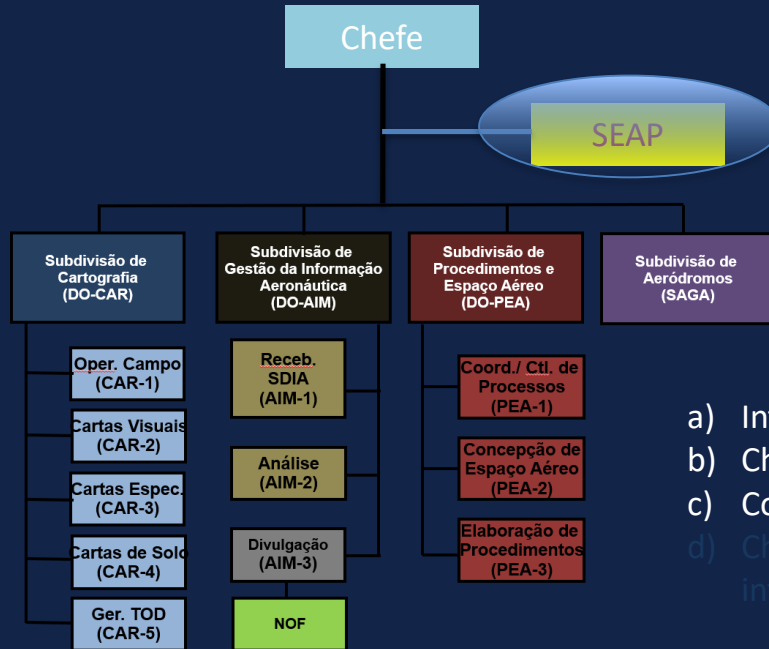 Chefe
SEAP
Subdivisão de
Cartografia
(DO-CAR)
Subdivisão de
Gestão da Informação
Aeronáutica
(DO-AIM)
Subdivisão de
Procedimentos e
Espaço Aéreo
(DO-PEA)
Subdivisão de
Aeródromos
(SAGA)
Oper. Campo
(CAR-1)
Cartas Visuais
(CAR-2)
Cartas Espec.
(CAR-3)
Cartas de Solo
(CAR-4)
Ger. TOD
(CAR-5)
Receb.
SDIA
(AIM-1)
Análise
(AIM-2)
Divulgação
(AIM-3)
NOF
Coord./ Ctl. de
Processos
(PEA-1)
Concepção de
Espaço Aéreo
(PEA-2)
Elaboração de
Procedimentos
(PEA-3)
a)
b)
c)
d)